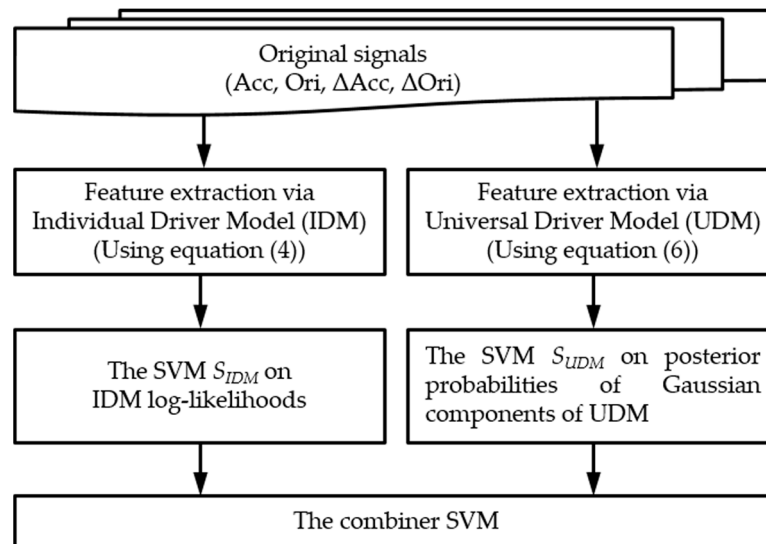 Original signals
(Acc, Ori, ΔAcc, ΔOri)
Feature extraction via
Individual Driver Model (IDM)
(Using equation (4))
Feature extraction via
Universal Driver Model (UDM)
(Using equation (6))
The SVM S_IDM on
IDM log-likelihoods
The SVM S_UDM on posterior
probabilities of Gaussian
components of UDM
The combiner SVM